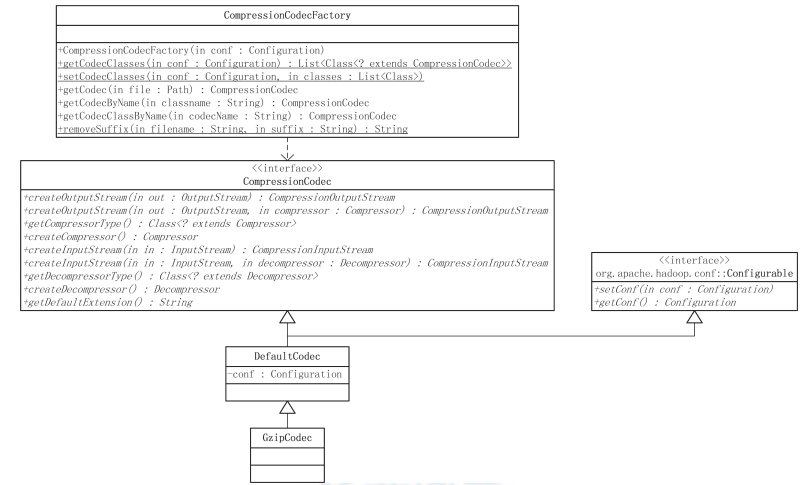 CompressionCodecFactory
+CompressionCodecFactory(in conf : Configuration)
+getCodecClasses(in conf : Configuration) : List<Class<? extends CompressionCodec>>
+setCodecClasses(in conf : Configuration, in classes : List<Class>)
+getCodec(in file : Path) : CompressionCodec
+getCodecByName(in classname : String) : CompressionCodec
+getCodecClassByName(in codecName : String) : CompressionCodec
+removeSuffix(in filename : String, in suffix : String) : String
<<interface>>
CompressionCodec
+createOutputStream(in out : OutputStream) : CompressionOutputStream
+createOutputStream(in out : OutputStream, in compressor : Compressor) : CompressionOutputStream
+getCompressorType() : Class<? extends Compressor>
+createCompressor() : Compressor
+createInputStream(in in : InputStream) : CompressionInputStream
+createInputStream(in in : InputStream, in decompressor : Decompressor) : CompressionInputStream
+getDecompressorType() : Class<? extends Decompressor>
+createDecompressor() : Decompressor
+getDefaultExtension() : String
<<interface>>
org.apache.hadoop.conf::Configurable
+setConf(in conf : Configuration)
+getConf() : Configuration
DefaultCodec
-conf : Configuration
GzipCodec